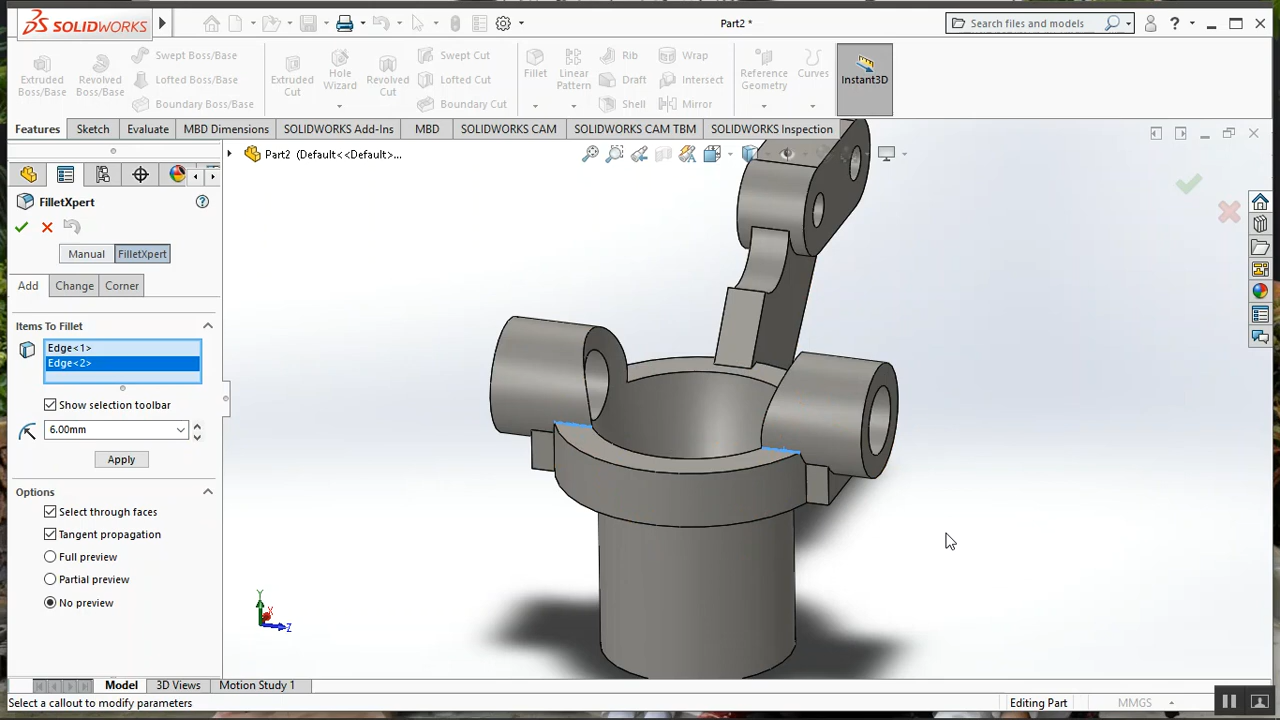 SOLIDWORKS
Part2 *
Search files and models
?
Extruded Boss/Base
Revolved Boss/Base
Swept Boss/Base
Lofted Boss/Base
Boundary Boss/Base
Extruded Cut
Hole Wizard
Revolved Cut
Swept Cut
Lofted Cut
Boundary Cut
Fillet
Linear Pattern
Rib
Draft
Shell
Wrap
Intersect
Mirror
Reference Geometry
Curves
Instant3D
Features
Sketch
Evaluate
MBD Dimensions
SOLIDWORKS Add-Ins
MBD
SOLIDWORKS CAM
SOLIDWORKS CAM TBM
SOLIDWORKS Inspection
Part2 (Default<<Default>...
FilletXpert
?
Manual
FilletXpert
Add
Change
Corner
Items To Fillet
Edge<1>
Edge<2>
Show selection toolbar
6.00mm
Apply
Options
Select through faces
Tangent propagation
Full preview
Partial preview
No preview
Y
X
Z
Model
3D Views
Motion Study 1
Select a callout to modify parameters
Editing Part
MMGS